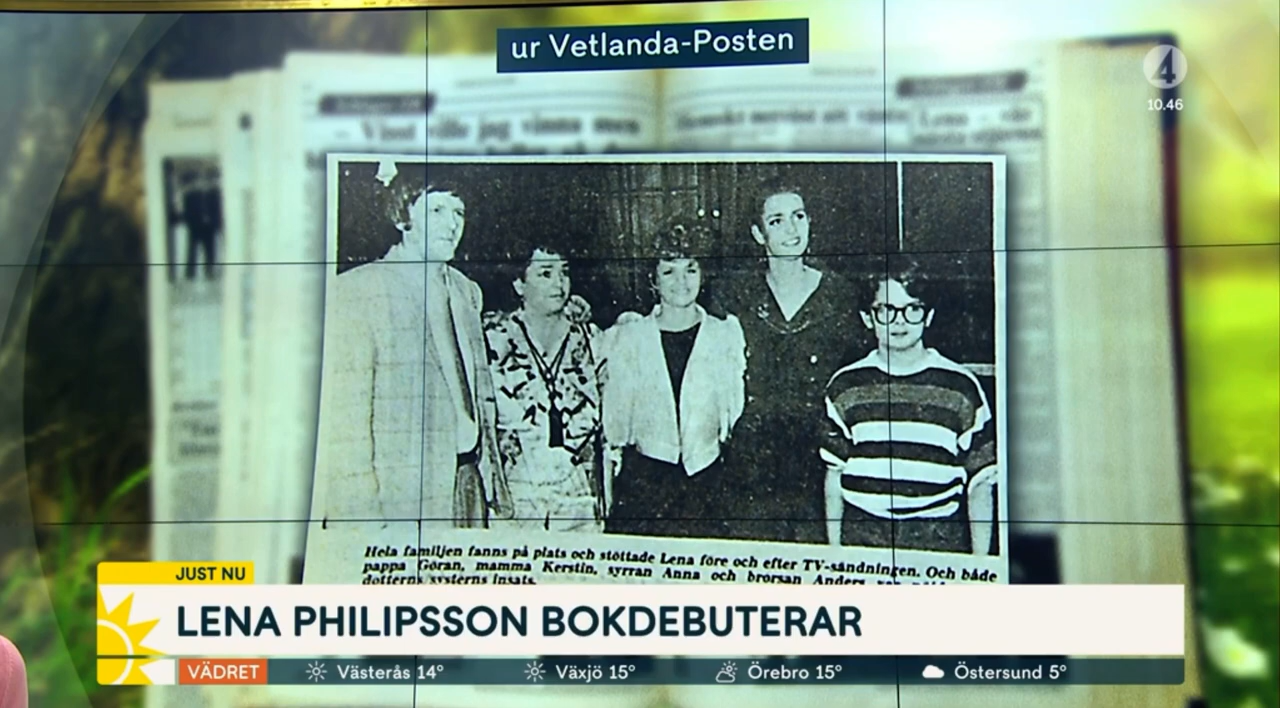 ur Vetlanda-Posten
4
10.46
Hela familjen fanns på plats och stöttade Lena före och efter TV-sändningen. Och både
pappa Göran, mamma Kerstin, syrran Anna och brorsan Anders
dotterns systerns insats.
JUST NU
LENA PHILIPSSON BOKDEBUTERAR
VÄDRET Västerås 14° Växjö 15° Örebro 15° Östersund 5°